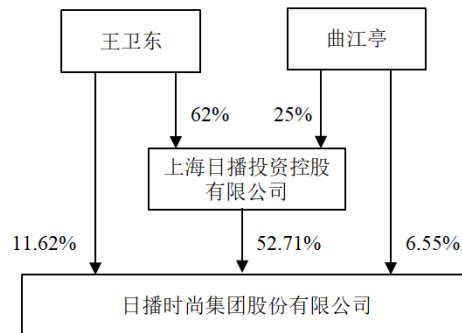 王卫东
曲江亭
62%
25%
上海日播投资控股
有限公司
11.62%
52.71%
6.55%
日播时尚集团股份有限公司